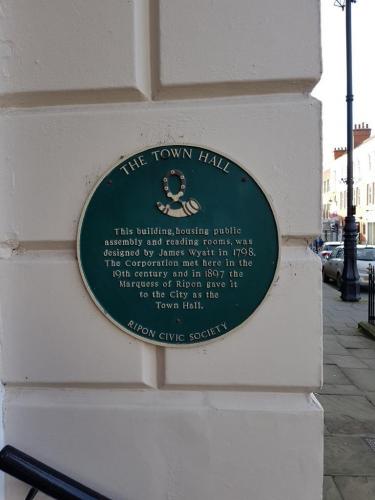 THE TOWN HALL
This building, housing public
assembly and reading rooms, was
designed by James Wyatt in 1798.
The Corporation met here in the
19th century and in 1897 the
Marquess of Ripon gave it
to the City as the
Town Hall.
RIPON CIVIC SOCIETY